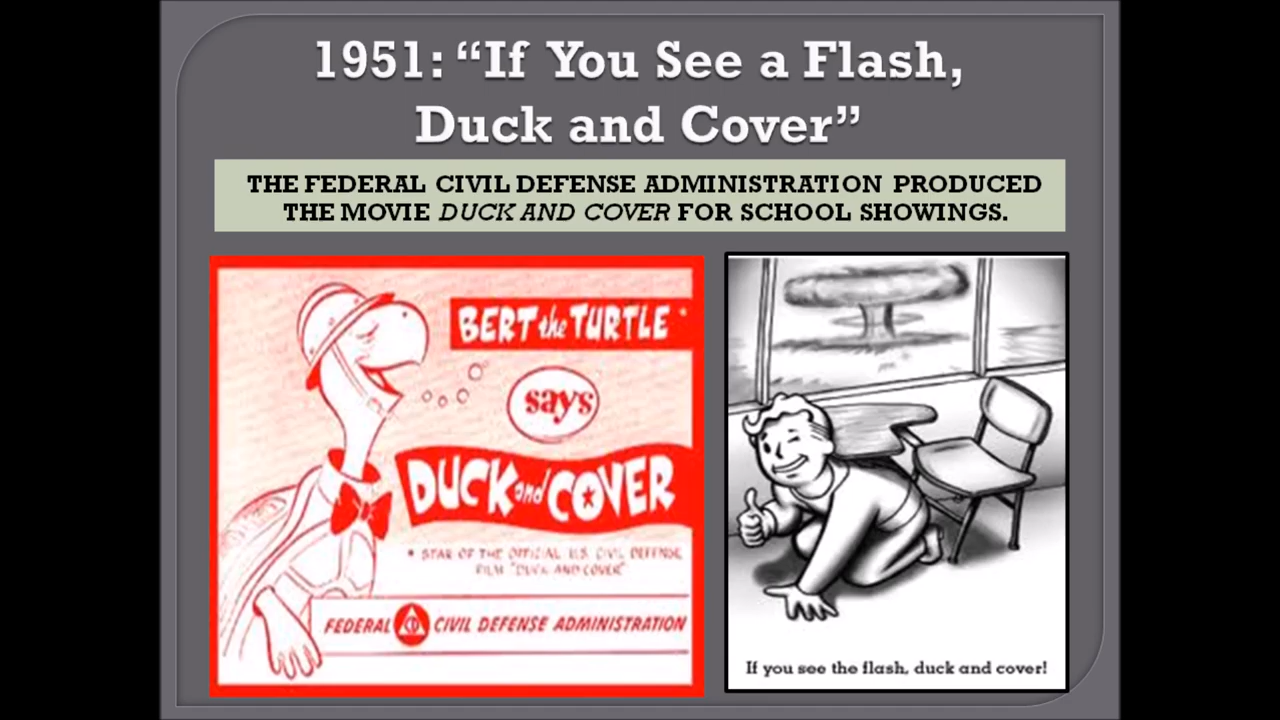 1951: “If You See a Flash,
Duck and Cover”
THE FEDERAL CIVIL DEFENSE ADMINISTRATION PRODUCED
THE MOVIE DUCK AND COVER FOR SCHOOL SHOWINGS.
BERT the TURTLE *
says
DUCK and COVER
* STAR OF THE OFFICIAL U.S. CIVIL DEFENSE
FILM "DUCK AND COVER"
FEDERAL CD CIVIL DEFENSE ADMINISTRATION
If you see the flash, duck and cover!